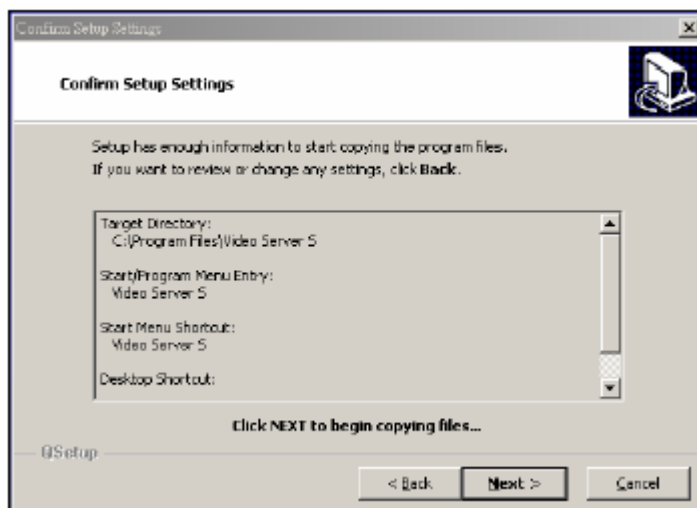 Confirm Setup Settings
Confirm Setup Settings
Setup has enough information to start copying the program files.
If you want to review or change any settings, click Back.
Target Directory:
C:\Program Files\Video Server S
Start/Program Menu Entry:
Video Server S
Start Menu Shortcut:
Video Server S
Desktop Shortcut:
Click NEXT to begin copying files...
QSetup
< Back
Next >
Cancel